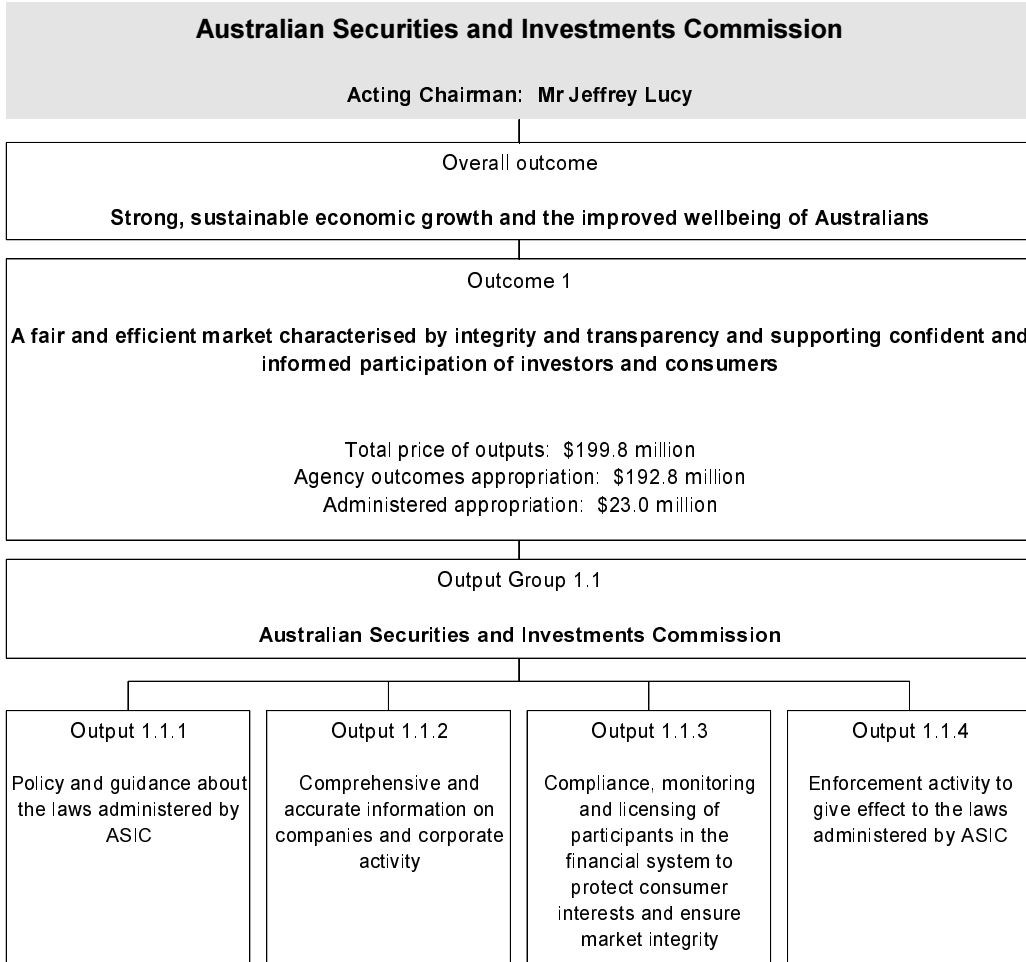 Australian Securities and Investments Commission
Acting Chairman: Mr Jeffrey Lucy
Overall outcome
Strong, sustainable economic growth and the improved wellbeing of Australians
Outcome 1
A fair and efficient market characterised by integrity and transparency and supporting confident and
informed participation of investors and consumers
Total price of outputs: $199.8 million
Agency outcomes appropriation: $192.8 million
Administered appropriation: $23.0 million
Output Group 1.1
Australian Securities and Investments Commission
Output 1.1.1
Policy and guidance about
the laws administered by
ASIC
Output 1.1.2
Comprehensive and
accurate information on
companies and corporate
activity
Output 1.1.3
Compliance, monitoring
and licensing of
participants in the
financial system to
protect consumer
interests and ensure
market integrity
Output 1.1.4
Enforcement activity to
give effect to the laws
administered by ASIC